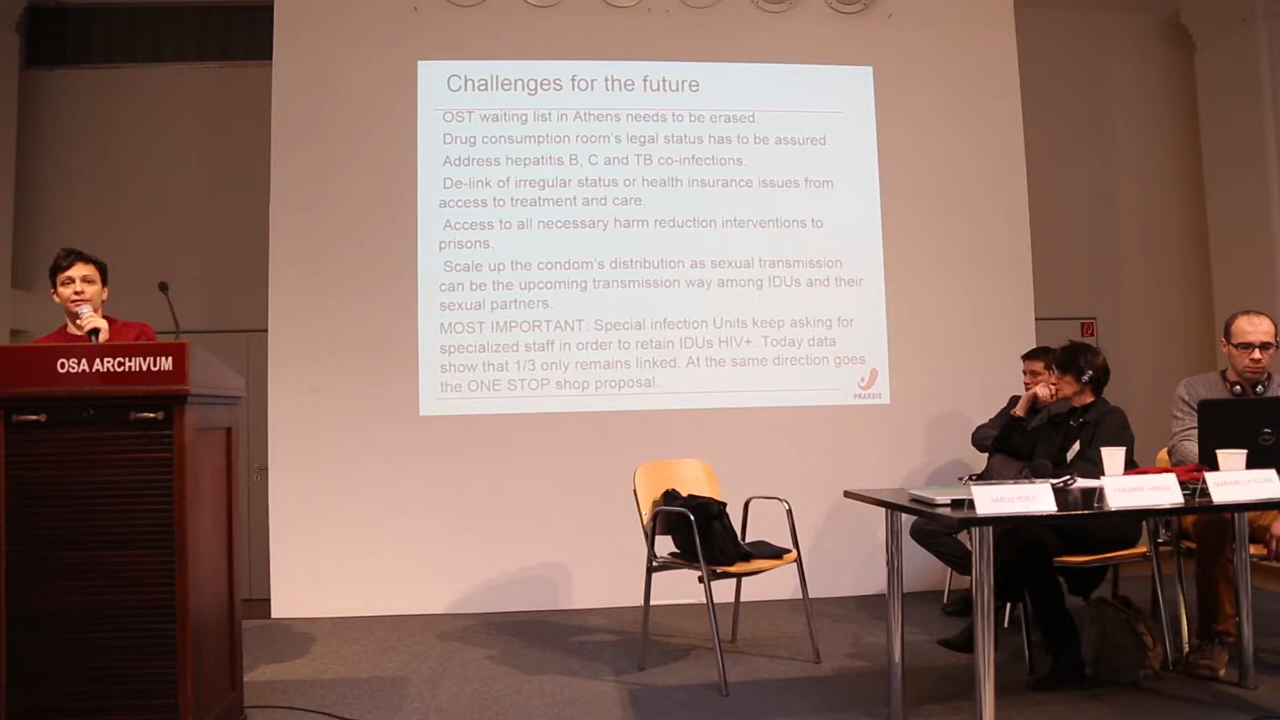 Challenges for the future
OST waiting list in Athens needs to be erased.
Drug consumption room's legal status has to be assured.
Address hepatitis B, C and TB co-infections.
De-link of irregular status or health insurance issues from
access to treatment and care.
Access to all necessary harm reduction interventions to
prisons.
Scale up the condom's distribution as sexual transmission
can be the upcoming transmission way among IDUs and their
sexual partners.
MOST IMPORTANT: Special infection Units keep asking for
specialized staff in order to retain IDUs HIV+. Today data
show that 1/3 only remains linked. At the same direction goes
the ONE STOP shop proposal.
PRAKSIS
OSA ARCHIVUM